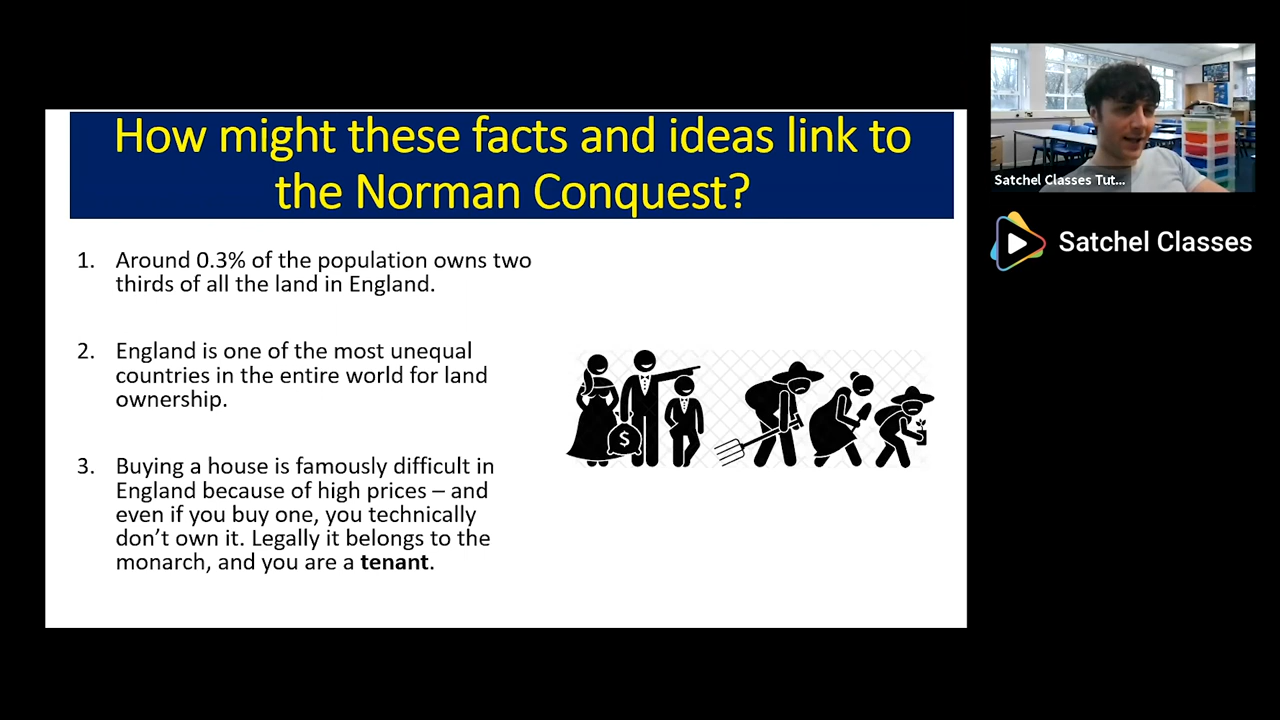 How might these facts and ideas link to
the Norman Conquest?
1. Around 0.3% of the population owns two
thirds of all the land in England.
2. England is one of the most unequal
countries in the entire world for land
ownership.
3. Buying a house is famously difficult in
England because of high prices – and
even if you buy one, you technically
don’t own it. Legally it belongs to the
monarch, and you are a tenant.
$
Satchel Classes Tut...
Satchel Classes